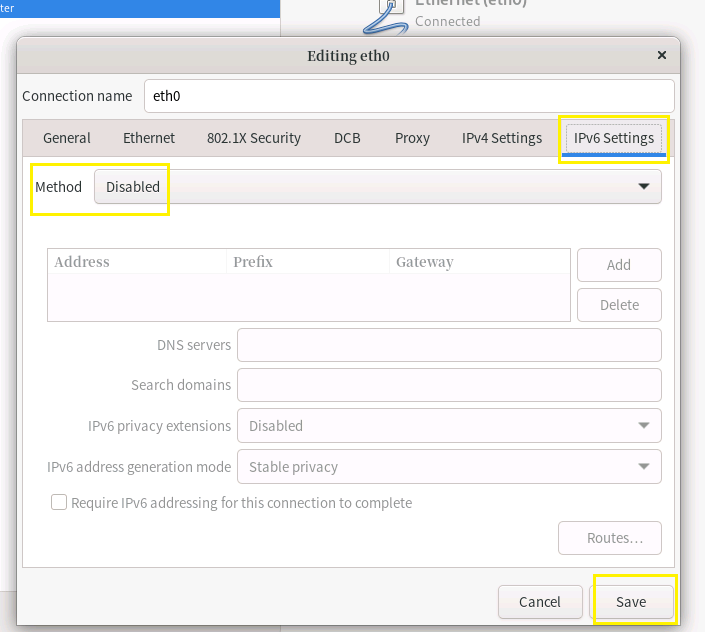 ter
Ethernet (eth0)
Connected
Editing eth0
Connection name eth0
General Ethernet 802.1X Security DCB Proxy IPv4 Settings IPv6 Settings
Method Disabled
Address Prefix Gateway
Add
Delete
DNS servers
Search domains
IPv6 privacy extensions Disabled
IPv6 address generation mode Stable privacy
Require IPv6 addressing for this connection to complete
Routes...
Cancel Save